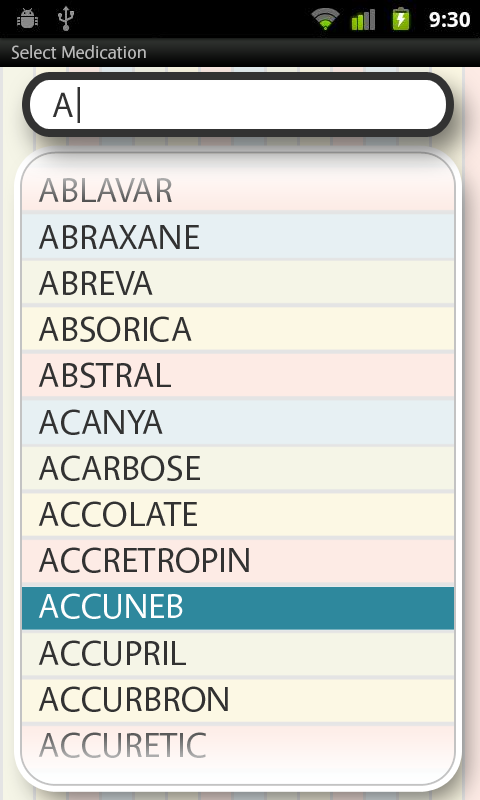 9:30
Select Medication
A
ABLAVAR
ABRAXANE
ABREVA
ABSORICA
ABSTRAL
ACANYA
ACARBOSE
ACCOLATE
ACCRETROPIN
ACCUNEB
ACCUPRIL
ACCURBRON
ACCURETIC